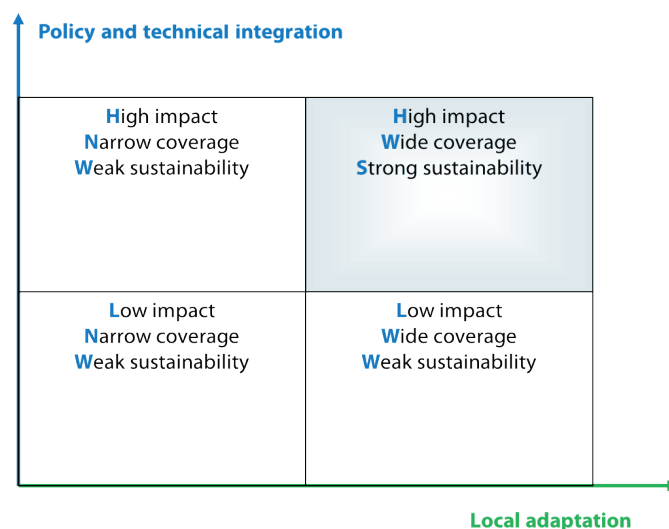 Policy and technical integration
High impact
Narrow coverage
Weak sustainability
High impact
Wide coverage
Strong sustainability
Low impact
Narrow coverage
Weak sustainability
Low impact
Wide coverage
Weak sustainability
Local adaptation